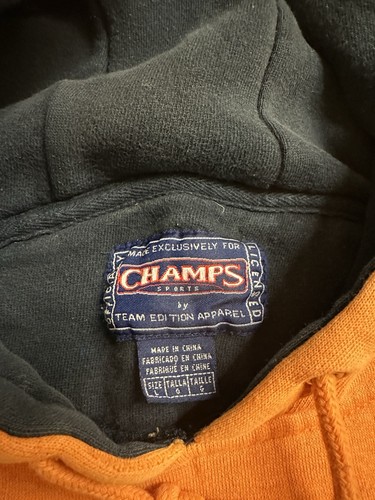 MADE EXCLUSIVELY FOR
OFFICIALLY
LICENSED
CHAMPS
SPORTS
by
TEAM EDITION APPAREL
MADE IN CHINA
FABRICADO EN CHINA
FABRIQUÉ EN CHINE
SIZE TALLA TAILLE
L G G